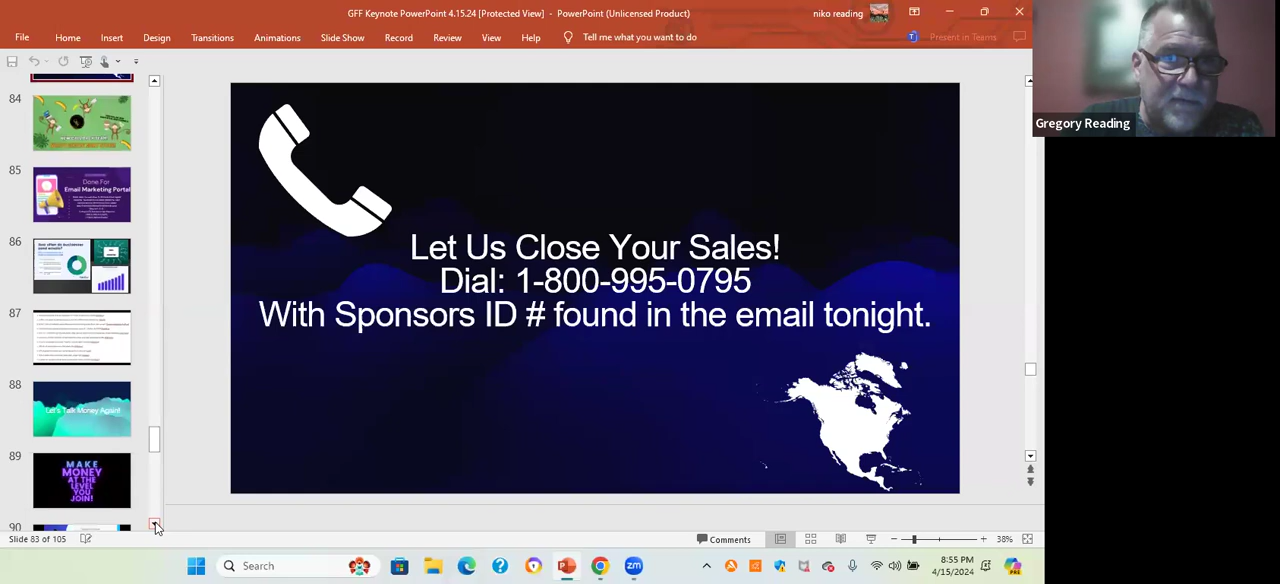 GFF Keynote PowerPoint 4.15.24 [Protected View] - PowerPoint (Unlicensed Product)
niko reading
File Home Insert Design Transitions Animations Slide Show Record Review View Help Tell me what you want to do
Present in Teams
Gregory Reading
84
85
Done For
Email Marketing Portal
86
87
88
Let's Talk Money Again!
89
MAKE
MONEY
AT THE
LEVEL
YOU
JOIN!
90
Let Us Close Your Sales!
Dial: 1-800-995-0795
With Sponsors ID # found in the email tonight.
Slide 83 of 105
Comments
38%
Search
zm
8:55 PM
4/15/2024
PRE